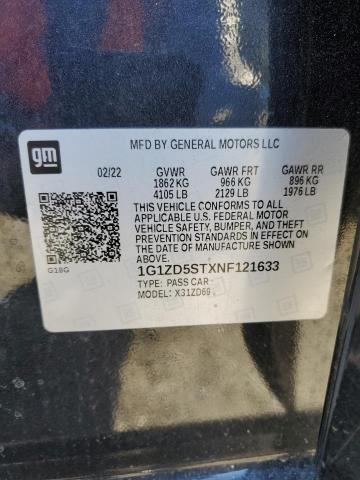 gm
MFD BY GENERAL MOTORS LLC
02/22 GVWR GAWR FRT GAWR RR
1862 KG 966 KG 896 KG
4105 LB 2129 LB 1976 LB
THIS VEHICLE CONFORMS TO ALL APPLICABLE
U.S. FEDERAL MOTOR
VEHICLE SAFETY, BUMPER, AND THEFT
PREVENTION STANDARDS IN EFFECT ON
THE DATE OF MANUFACTURE SHOWN
ABOVE.
G18G
1G1ZD5STXNF121633
TYPE: PASS CAR
MODEL: X31ZD69